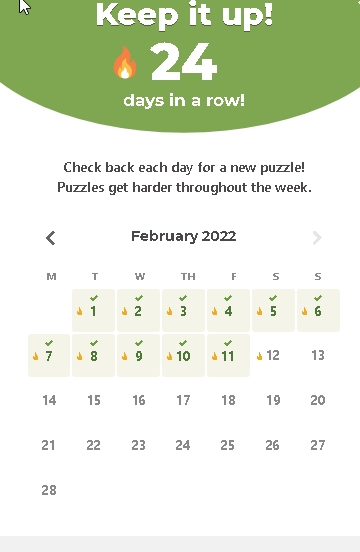 Keep it up!
24
days in a row!
Check back each day for a new puzzle!
Puzzles get harder throughout the week.
February 2022
M T W TH F S S
1 2 3 4 5 6
7 8 9 10 11 12 13
14 15 16 17 18 19 20
21 22 23 24 25 26 27
28